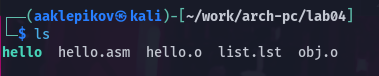 ┌──(aaklepikov㉿kali)-[~/work/arch-pc/lab04]
└─$ ls
hello  hello.asm  hello.o  list.lst  obj.o